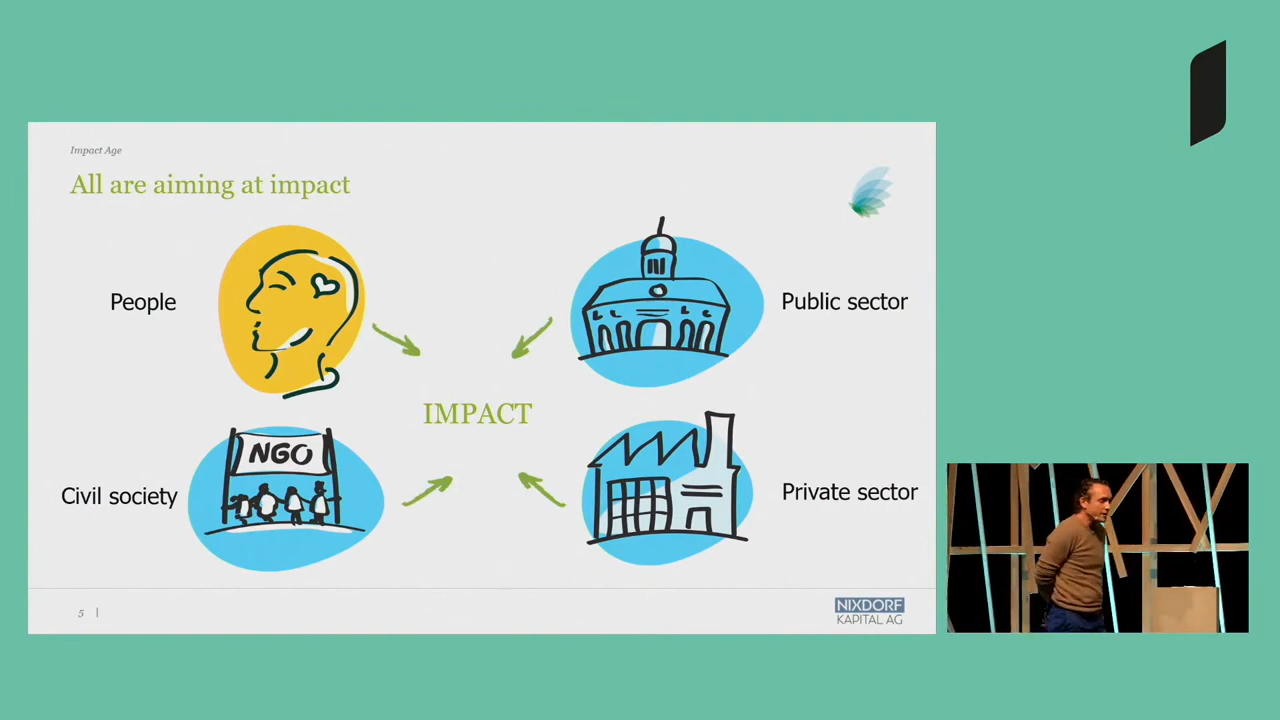 Impact Age
All are aiming at impact
People
Public sector
IMPACT
NGO
Civil society
Private sector
5 |
NIXDORF
KAPITAL AG